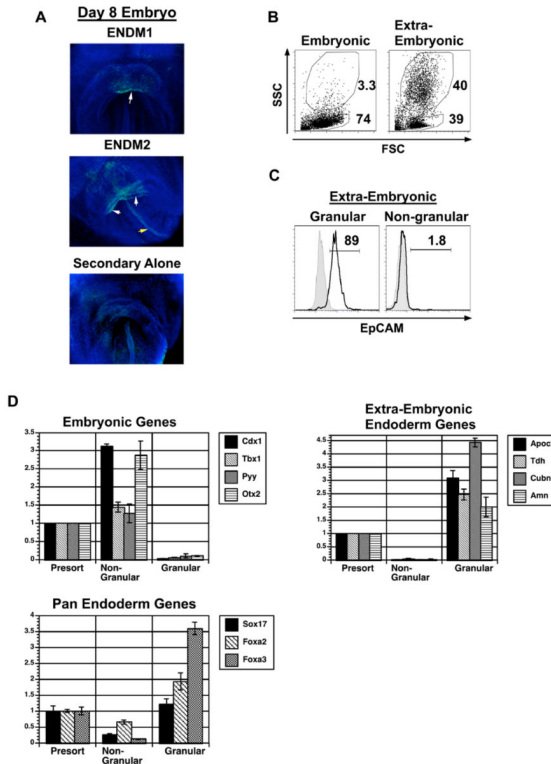 A
Day 8 Embryo
ENDM1
ENDM2
Secondary Alone
B
Embryonic
Extra-
Embryonic
SSC
3.3
74
40
39
FSC
C
Extra-Embryonic
Granular
Non-granular
89
1.8
EpCAM
D
Embryonic Genes
3.5
3
2.5
2
1.5
1
0.5
0
Presort
Non-
Granular
Granular
Cdx1
Tbx1
Pyy
Otx2
Extra-Embryonic
Endoderm Genes
4.5
4
3.5
3
2.5
2
1.5
1
0.5
0
Presort
Non-
Granular
Granular
Apoc
Tdh
Cubn
Amn
Pan Endoderm Genes
4
3.5
3
2.5
2
1.5
1
0.5
0
Presort
Non-
Granular
Granular
Sox17
Foxa2
Foxa3